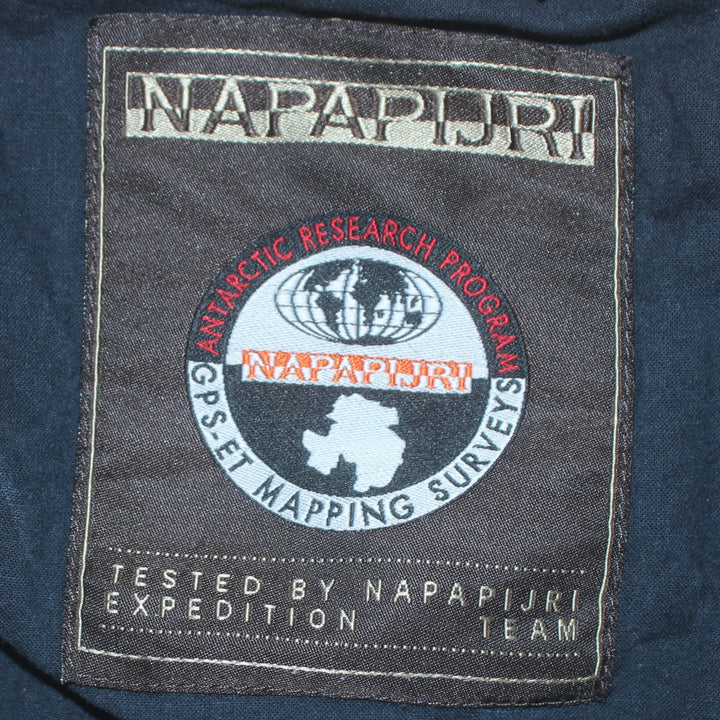 NAPAPIJRI
ANTARCTIC RESEARCH PROGRAM
NAPAPIJRI
GPS-ET MAPPING SURVEYS
TESTED BY NAPAPIJRI
EXPEDITION TEAM